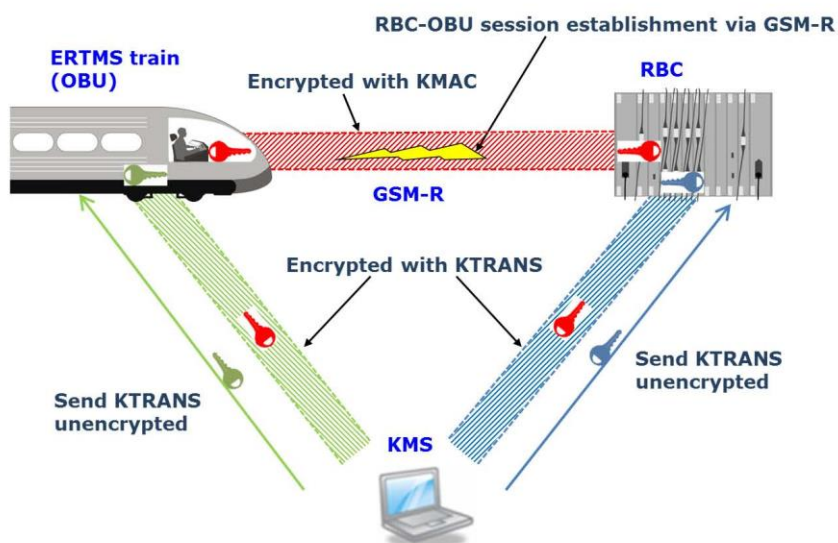 RBC-OBU session establishment via GSM-R
ERTMS train
(OBU)
RBC
Encrypted with KMAC
GSM-R
Encrypted with KTRANS
Send KTRANS
unencrypted
Send KTRANS
unencrypted
KMS